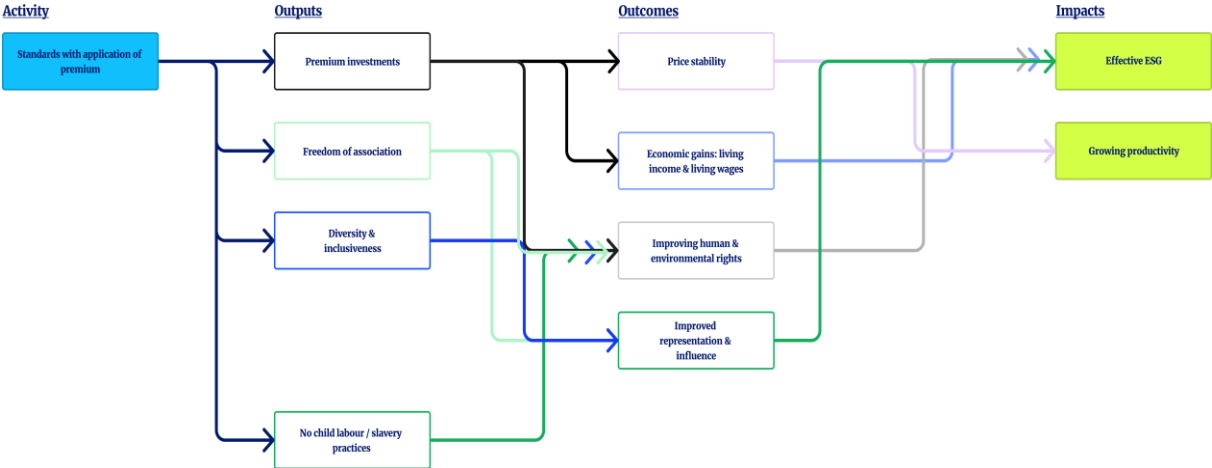 Activity
Outputs
Outcomes
Impacts
Standards with application of
premium
Premium investments
Price stability
Effective ESG
Freedom of association
Economic gains: living
income & living wages
Growing productivity
Diversity &
inclusiveness
Improving human &
environmental rights
Improved
representation &
influence
No child labour / slavery
practices